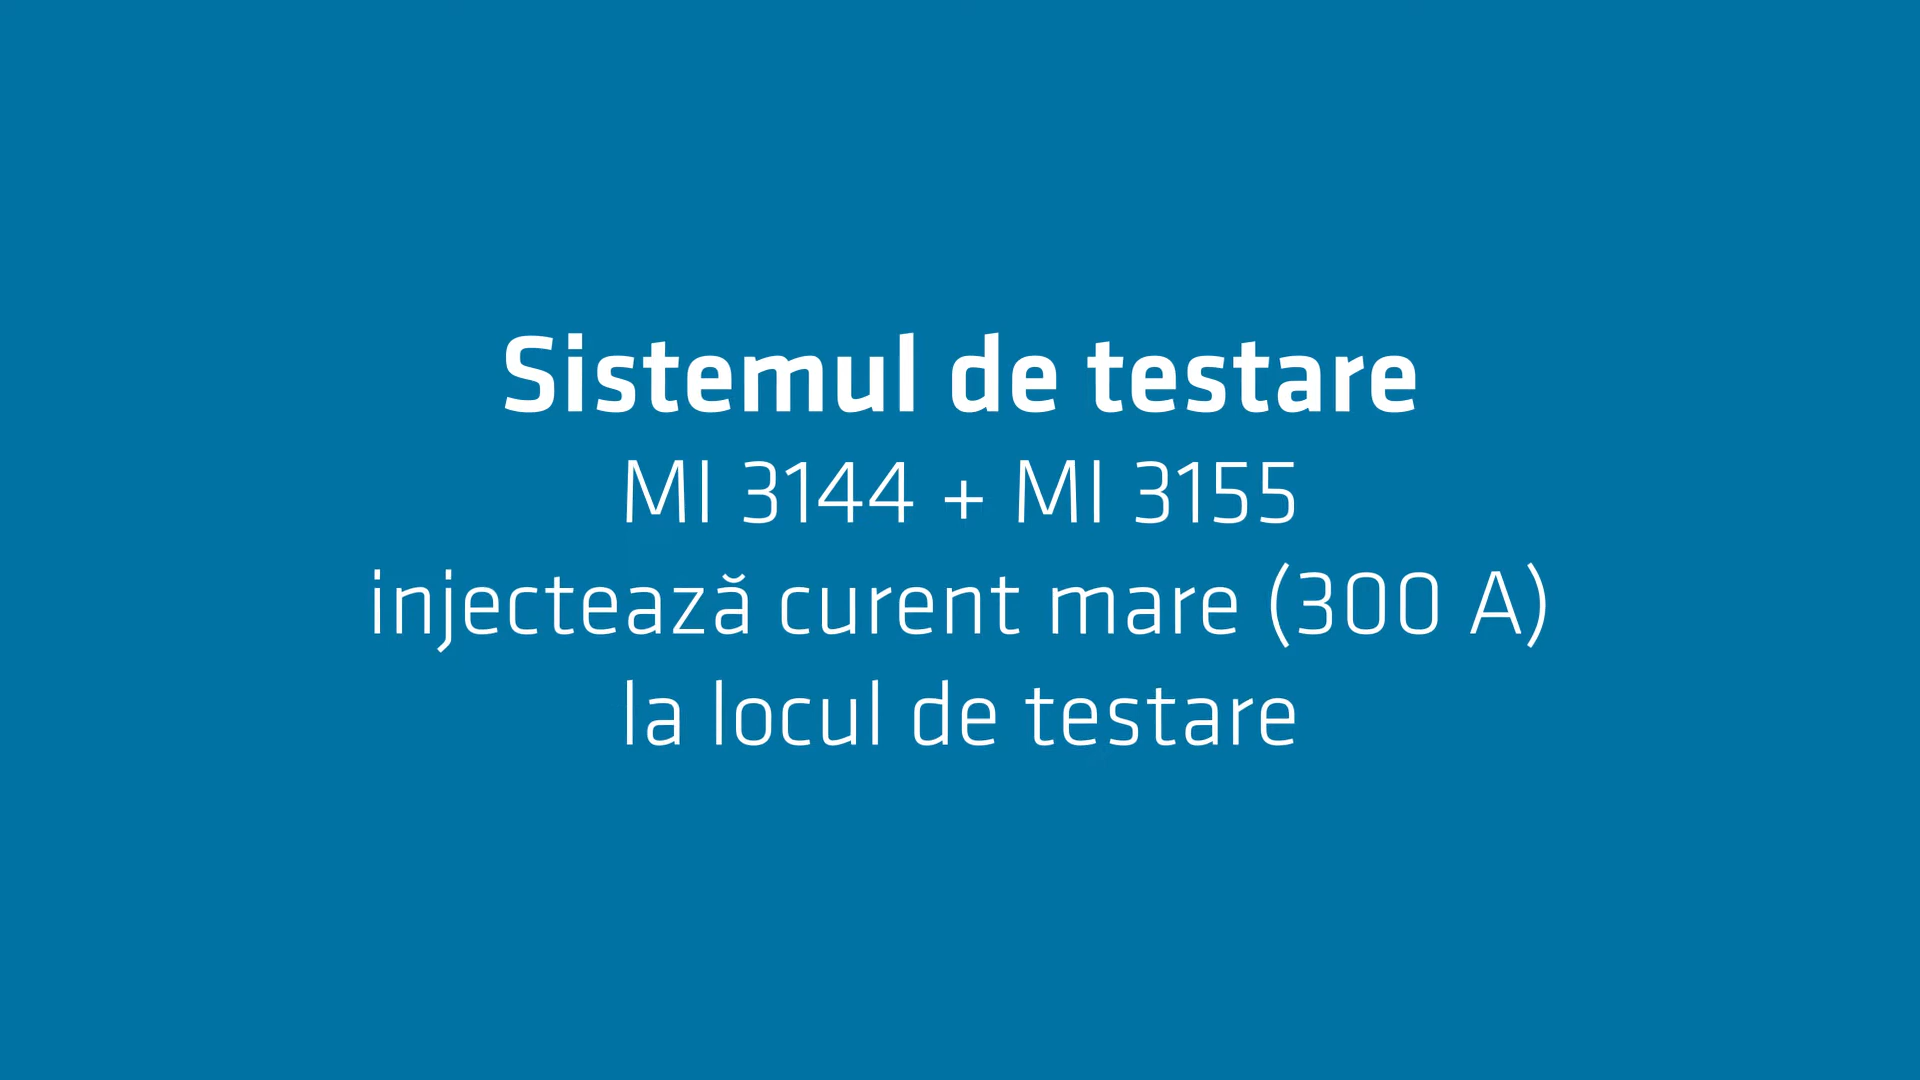 Sistemul de testare
MI 3144 + MI 3155
injectează curent mare (300 A)
la locul de testare